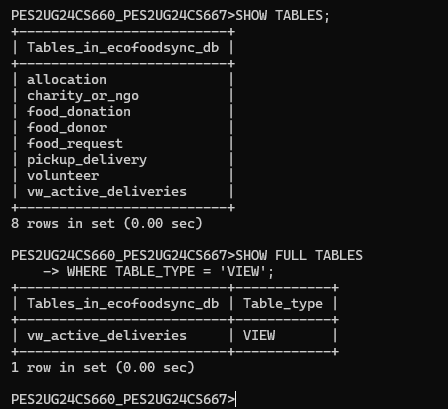 PES2UG24CS660_PES2UG24CS667>SHOW TABLES;
+--------------------------+
| Tables_in_ecofoodsync_db |
+--------------------------+
| allocation               |
| charity_or_ngo           |
| food_donation            |
| food_donor               |
| food_request             |
| pickup_delivery          |
| volunteer                |
| vw_active_deliveries     |
+--------------------------+
8 rows in set (0.00 sec)

PES2UG24CS660_PES2UG24CS667>SHOW FULL TABLES
    -> WHERE TABLE_TYPE = 'VIEW';
+--------------------------+------------+
| Tables_in_ecofoodsync_db | Table_type |
+--------------------------+------------+
| vw_active_deliveries     | VIEW       |
+--------------------------+------------+
1 row in set (0.00 sec)

PES2UG24CS660_PES2UG24CS667>